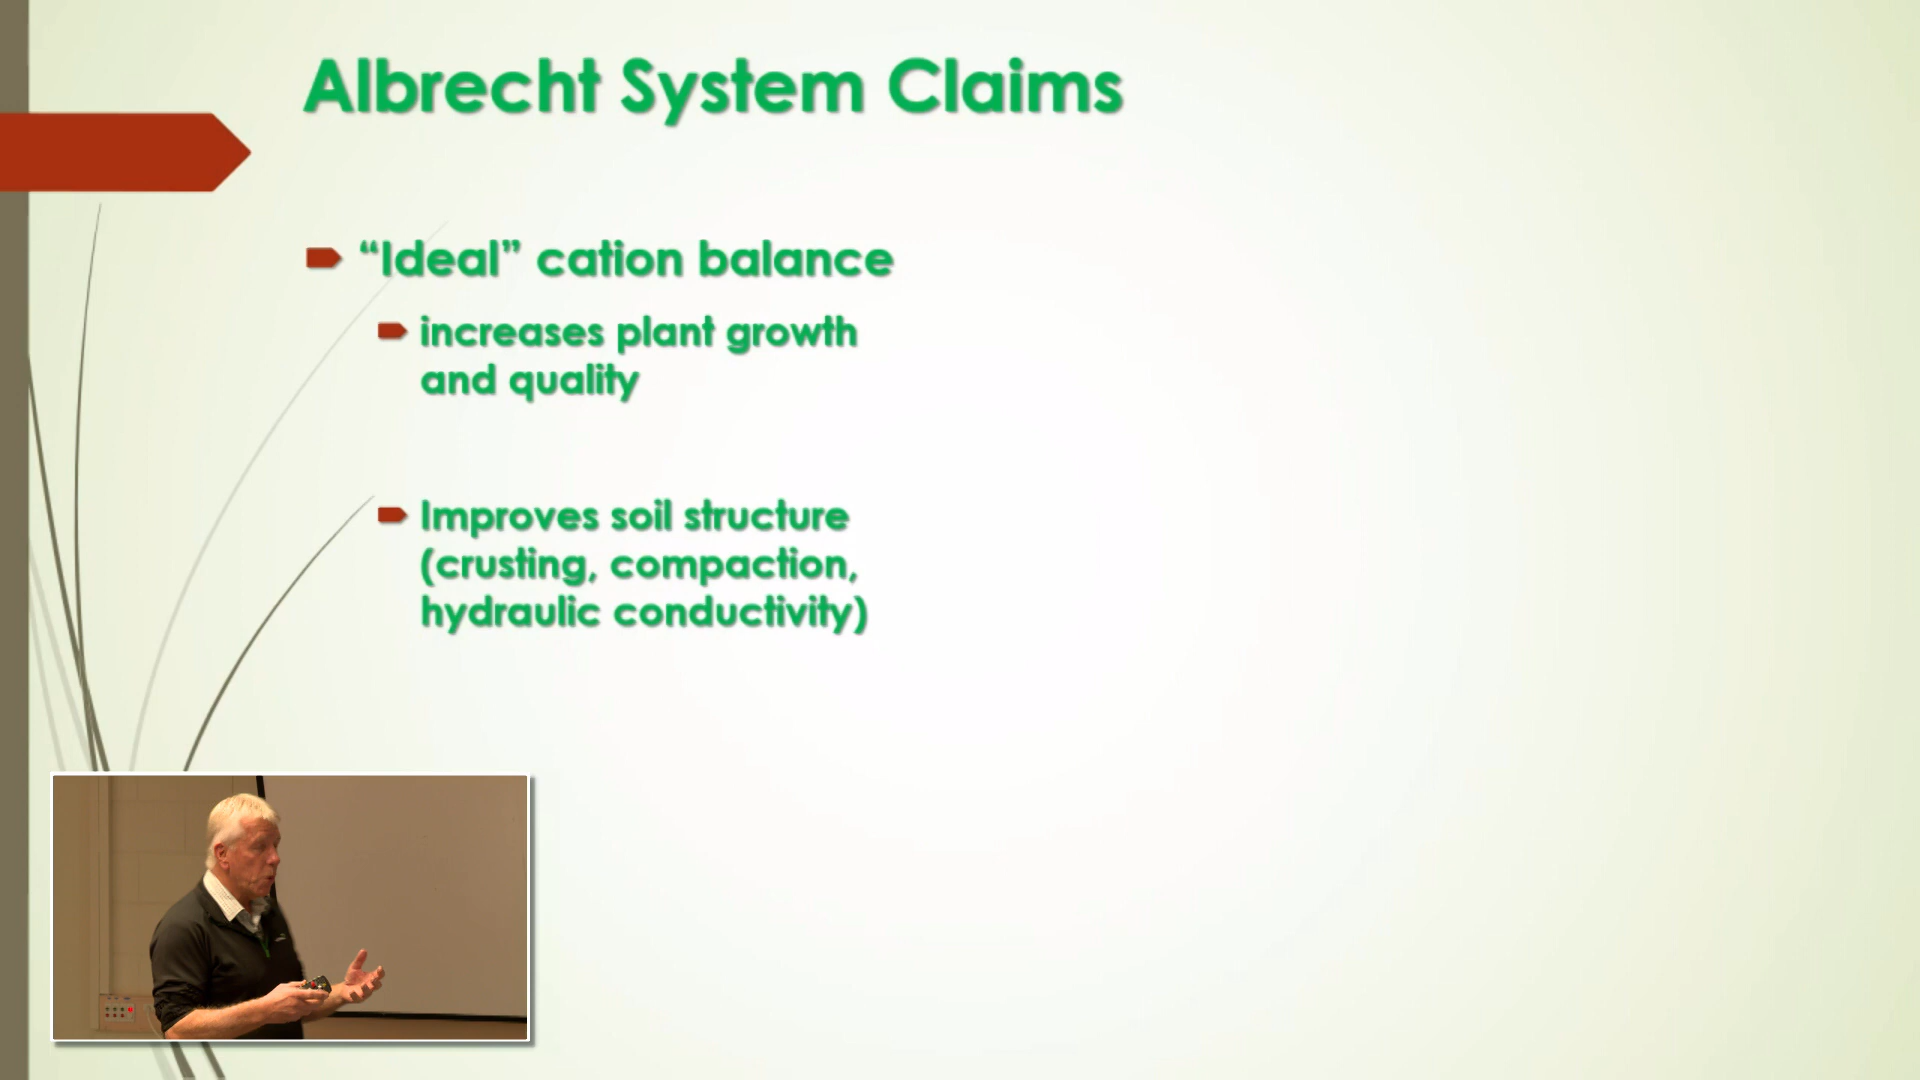 Albrecht System Claims
“Ideal” cation balance
increases plant growth
and quality
Improves soil structure
(crusting, compaction,
hydraulic conductivity)